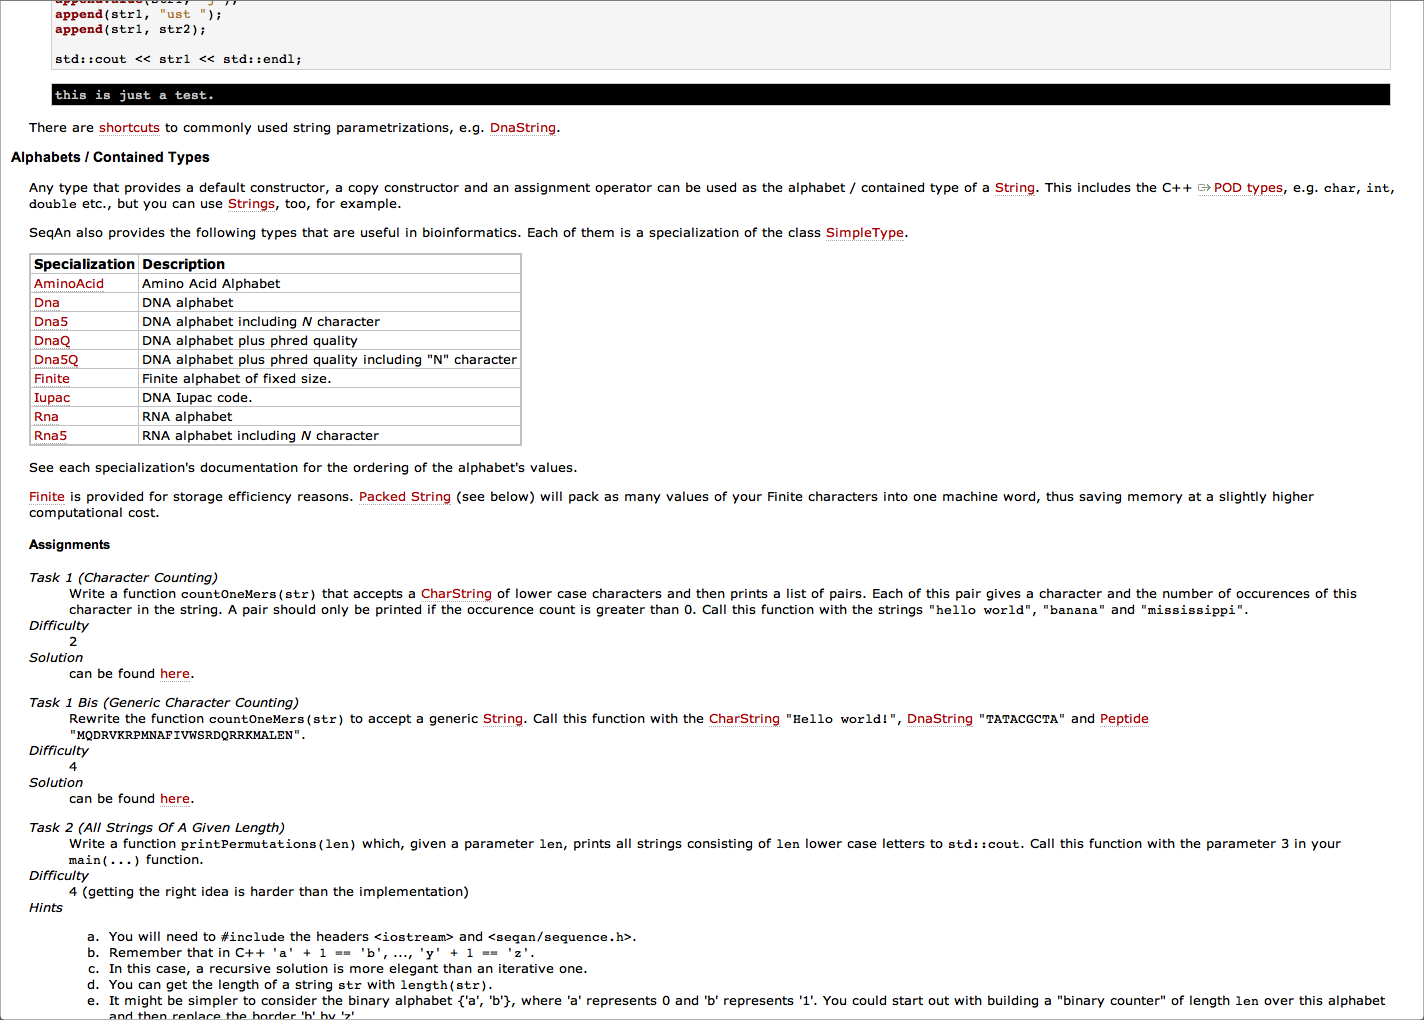 append(str1, "ust ");
append(str1, str2);
std::cout << str1 << std::endl;
this is just a test.
There are shortcuts to commonly used string parametrizations, e.g. DnaString.
Alphabets / Contained Types
Any type that provides a default constructor, a copy constructor and an assignment operator can be used as the alphabet / contained type of a String. This includes the C++ POD types, e.g. char, int,
double etc., but you can use Strings, too, for example.
SeqAn also provides the following types that are useful in bioinformatics. Each of them is a specialization of the class SimpleType.
Specialization Description
AminoAcid Amino Acid Alphabet
Dna DNA alphabet
Dna5 DNA alphabet including N character
DnaQ DNA alphabet plus phred quality
Dna5Q DNA alphabet plus phred quality including "N" character
Finite Finite alphabet of fixed size.
Iupac DNA Iupac code.
Rna RNA alphabet
Rna5 RNA alphabet including N character
See each specialization's documentation for the ordering of the alphabet's values.
Finite is provided for storage efficiency reasons. Packed String (see below) will pack as many values of your Finite characters into one machine word, thus saving memory at a slightly higher
computational cost.
Assignments
Task 1 (Character Counting)
Write a function countOneMers(str) that accepts a CharString of lower case characters and then prints a list of pairs. Each of this pair gives a character and the number of occurences of this
character in the string. A pair should only be printed if the occurence count is greater than 0. Call this function with the strings "hello world", "banana" and "mississippi".
Difficulty
2
Solution
can be found here.
Task 1 Bis (Generic Character Counting)
Rewrite the function countOneMers(str) to accept a generic String. Call this function with the CharString "Hello world!", DnaString "TATACGCTA" and Peptide
"MQDRVKRPMNAFIVWSRDQRRKMALEN".
Difficulty
4
Solution
can be found here.
Task 2 (All Strings Of A Given Length)
Write a function printPermutations(len) which, given a parameter len, prints all strings consisting of len lower case letters to std::cout. Call this function with the parameter 3 in your
main(...) function.
Difficulty
4 (getting the right idea is harder than the implementation)
Hints
a. You will need to #include the headers <iostream> and <seqan/sequence.h>.
b. Remember that in C++ 'a' + 1 == 'b', ..., 'y' + 1 == 'z'.
c. In this case, a recursive solution is more elegant than an iterative one.
d. You can get the length of a string str with length(str).
e. It might be simpler to consider the binary alphabet {'a', 'b'}, where 'a' represents 0 and 'b' represents '1'. You could start out with building a "binary counter" of length len over this alphabet
and then replace the border 'b' by 'z'